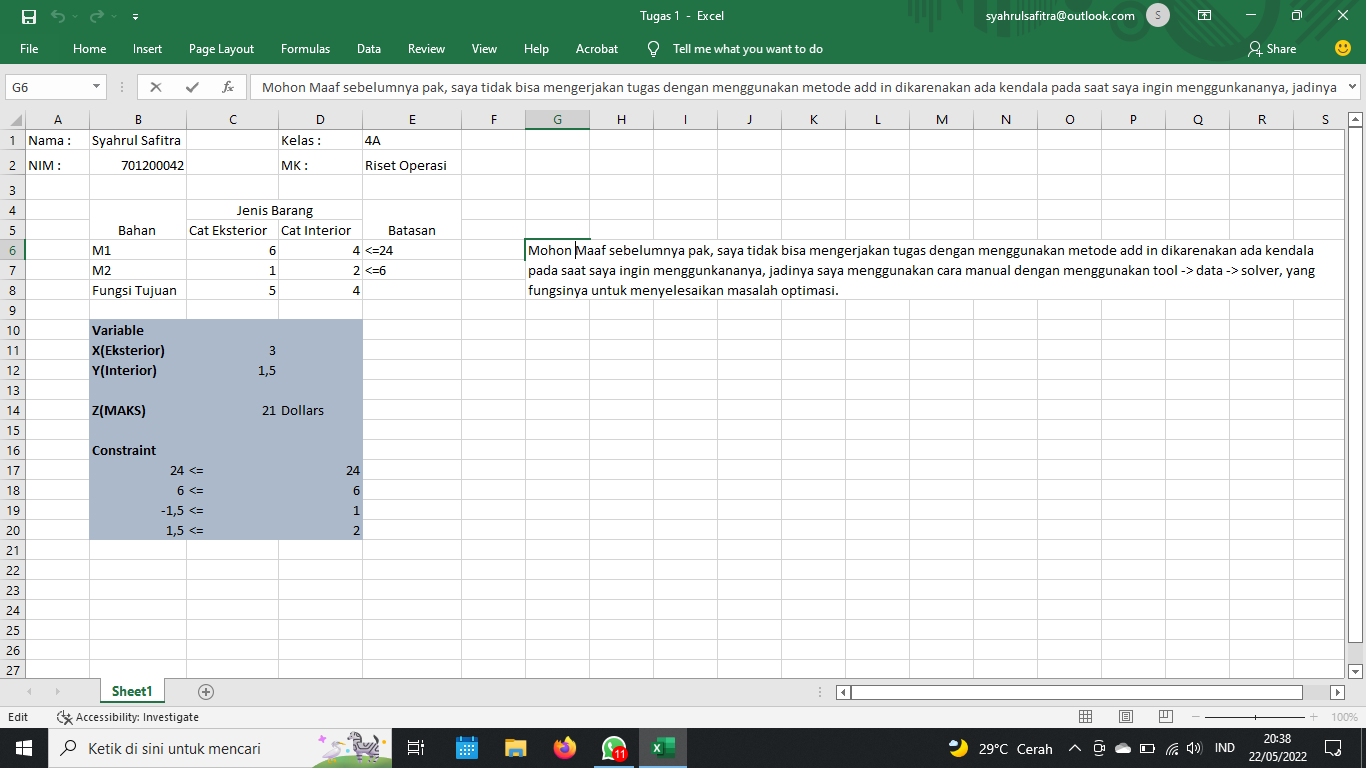 Tugas 1 - Excel
syahrulsafitra@outlook.com
S
File Home Insert Page Layout Formulas Data Review View Help Acrobat Tell me what you want to do Share
G6 fx Mohon Maaf sebelumnya pak, saya tidak bisa mengerjakan tugas dengan menggunakan metode add in dikarenakan ada kendala pada saat saya ingin menggunkananya, jadinya
A B C D E F G H I J K L M N O P Q R S
1 Nama : Syahrul Safitra Kelas : 4A
2 NIM : 701200042 MK : Riset Operasi
3
4 Jenis Barang
5 Bahan Cat Eksterior Cat Interior Batasan
6 M1 6 4 <=24 Mohon Maaf sebelumnya pak, saya tidak bisa mengerjakan tugas dengan menggunakan metode add in dikarenakan ada kendala
7 M2 1 2 <=6 pada saat saya ingin menggunkananya, jadinya saya menggunakan cara manual dengan menggunakan tool -> data -> solver, yang
8 Fungsi Tujuan 5 4 fungsinya untuk menyelesaikan masalah optimasi.
9
10 Variable
11 X(Eksterior) 3
12 Y(Interior) 1,5
13
14 Z(MAKS) 21 Dollars
15
16 Constraint
17 24 <= 24
18 6 <= 6
19 -1,5 <= 1
20 1,5 <= 2
21
22
23
24
25
26
27
Sheet1
Edit Accessibility: Investigate 100%
Ketik di sini untuk mencari 11 29°C Cerah IND 20:38
22/05/2022